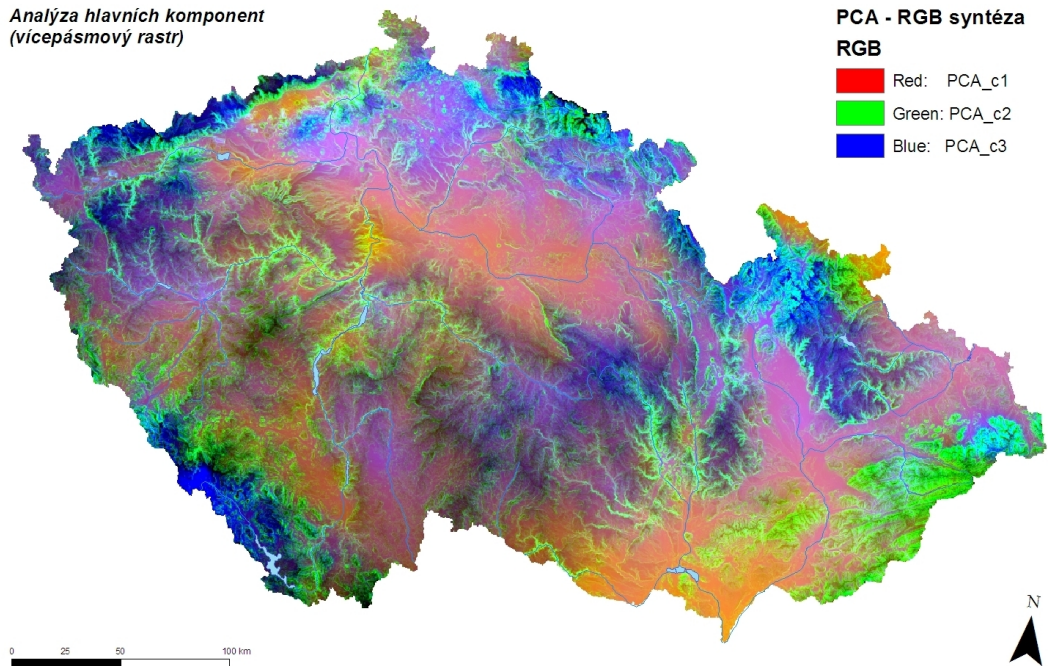 Analýza hlavních komponent
(vícepásmový rastr)
PCA - RGB syntéza
RGB
Red: PCA_c1
Green: PCA_c2
Blue: PCA_c3
N
0 25 50 100 km